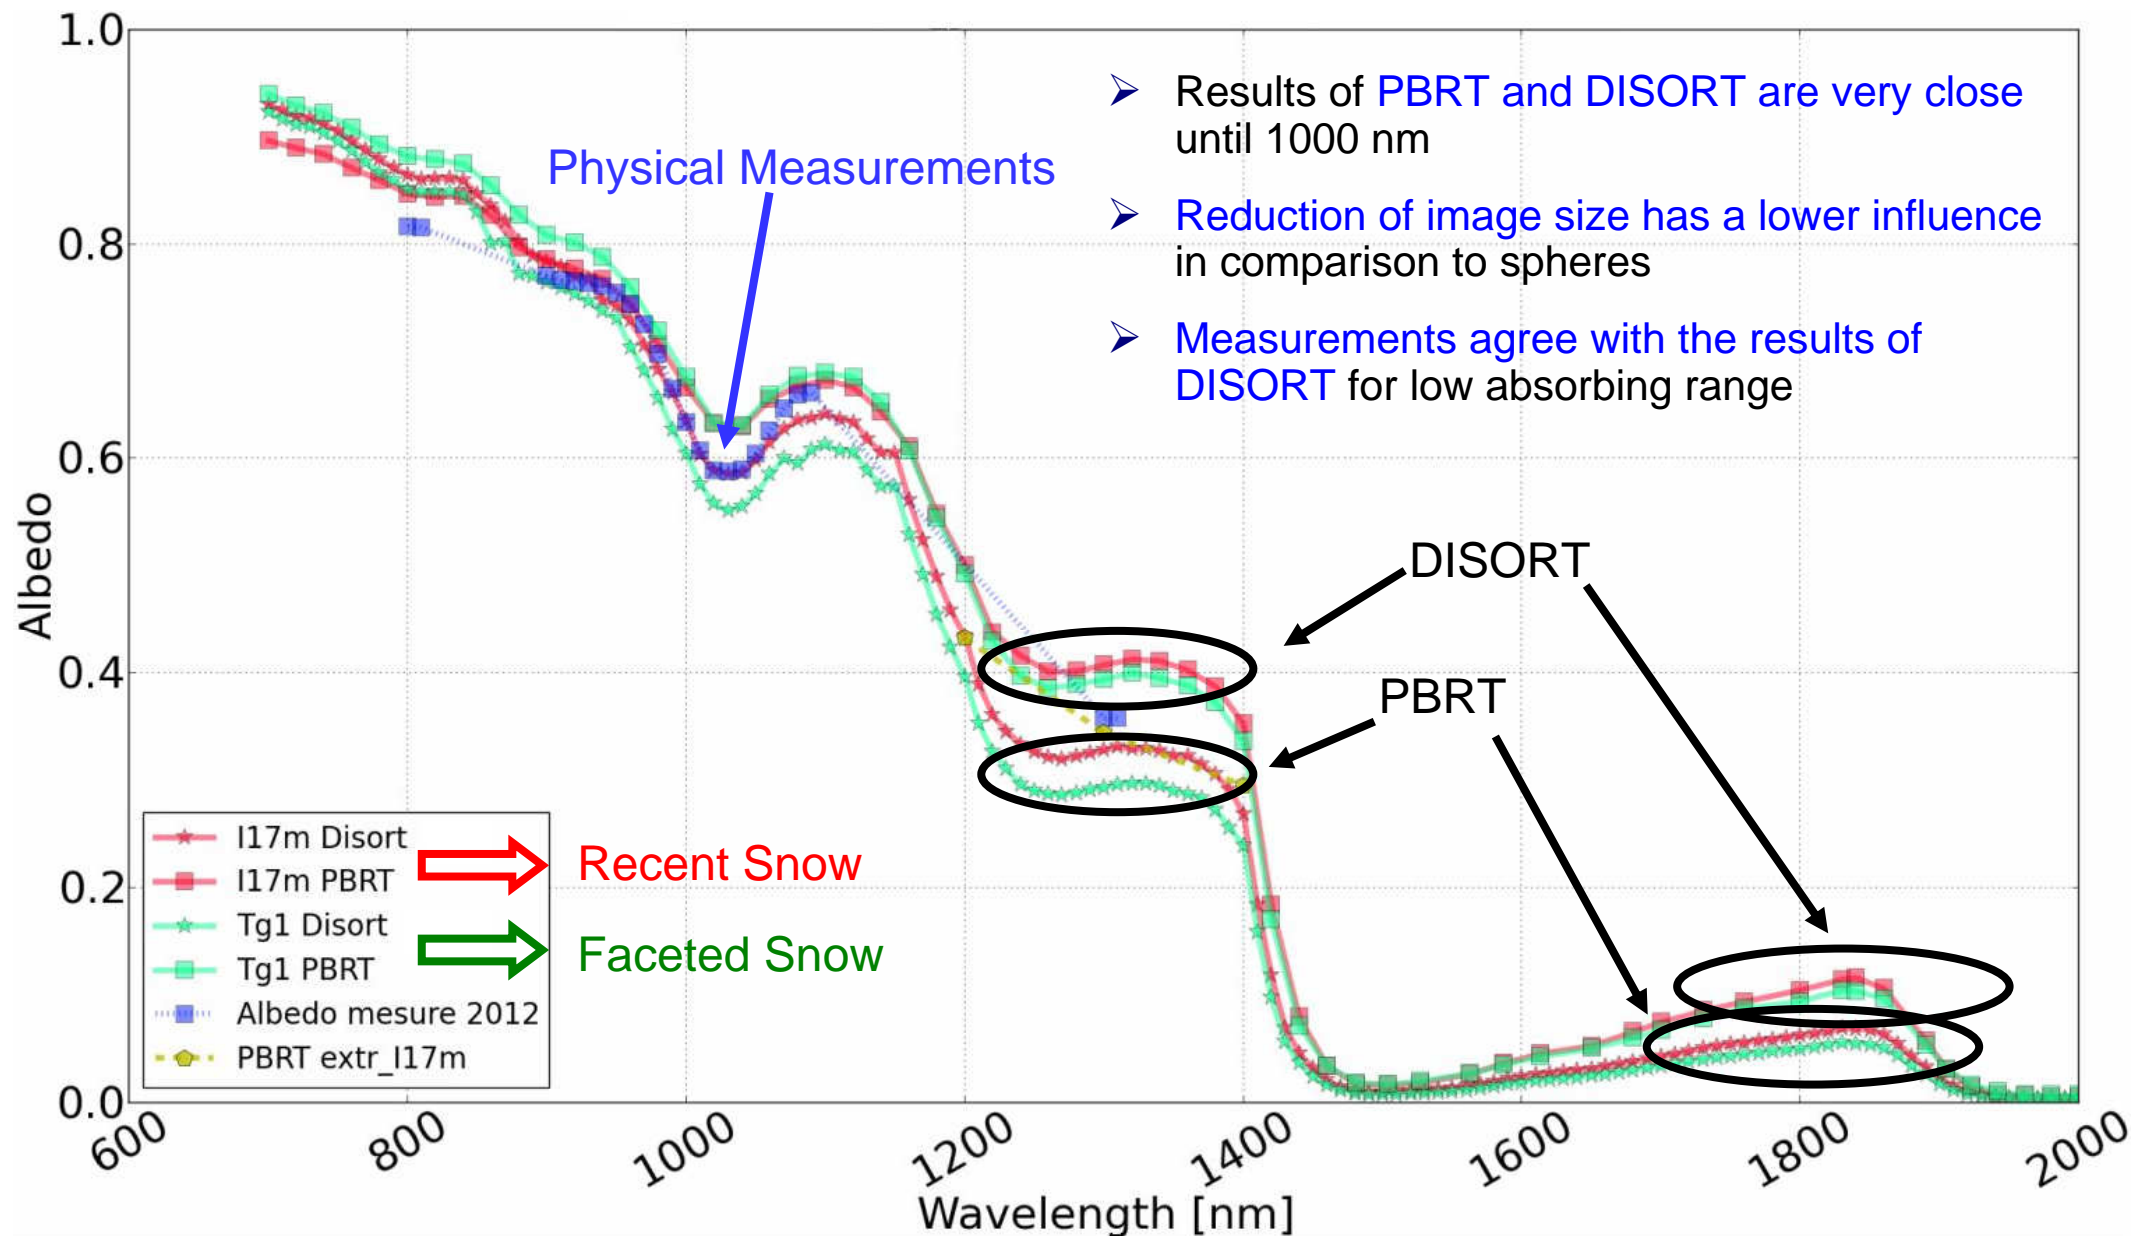 1.0
0.8
0.6
0.4
0.2
0.0
Albedo
➢ Results of PBRT and DISORT are very close
until 1000 nm
➢ Reduction of image size has a lower influence
in comparison to spheres
➢ Measurements agree with the results of
DISORT for low absorbing range
Physical Measurements
DISORT
PBRT
I17m Disort
I17m PBRT
Tg1 Disort
Tg1 PBRT
Albedo mesure 2012
PBRT extr_I17m
Recent Snow
Faceted Snow
600 800 1000 1200 1400 1600 1800 2000
Wavelength [nm]